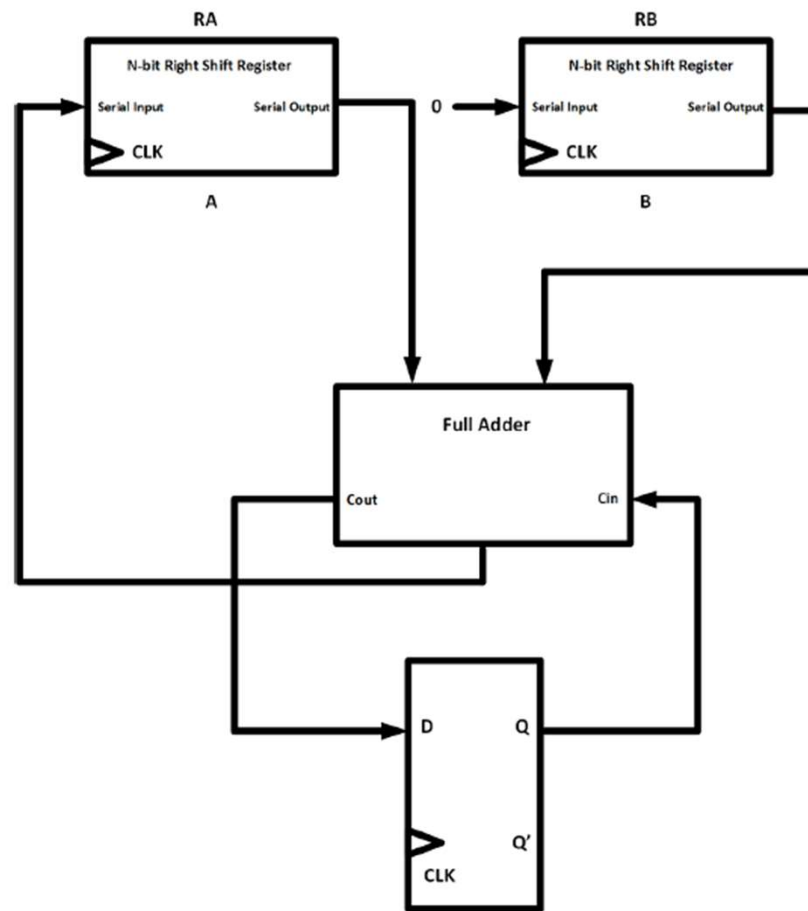 RA
RB
N-bit Right Shift Register
N-bit Right Shift Register
Serial Input
Serial Output
0
Serial Input
Serial Output
CLK
CLK
A
B
Full Adder
Cout
Cin
D
Q
Q'
CLK